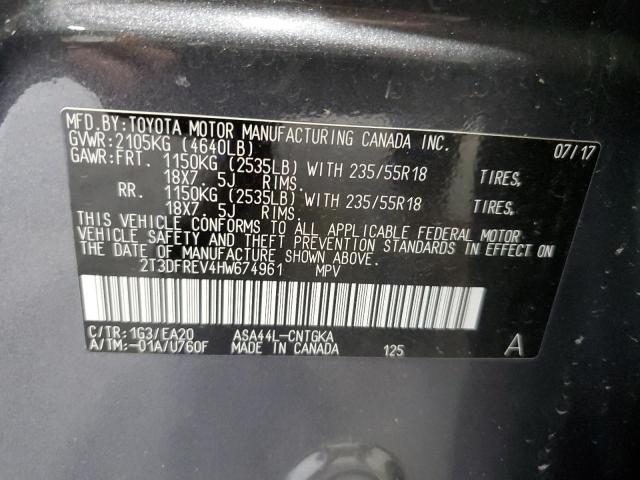 MFD.BY:TOYOTA MOTOR MANUFACTURING CANADA INC.
GVWR:2105KG (4640LB) 07/17
GAWR:FRT. 1150KG (2535LB) WITH 235/55R18 TIRES,
18X7 5J RIMS.
RR. 1150KG (2535LB) WITH 235/55R18 TIRES,
18X7 5J RIMS.
THIS VEHICLE CONFORMS TO ALL APPLICABLE FEDERAL MOTOR
VEHICLE SAFETY AND THEFT PREVENTION STANDARDS IN EFFECT ON
THE DATE OF MANUFACTURE SHOWN ABOVE.
2T3DFREV4HW674961 MPV
C/TR:1G3/EA20 ASA44L-CNTGKA
A/TM:-01A/U760F MADE IN CANADA 125 A